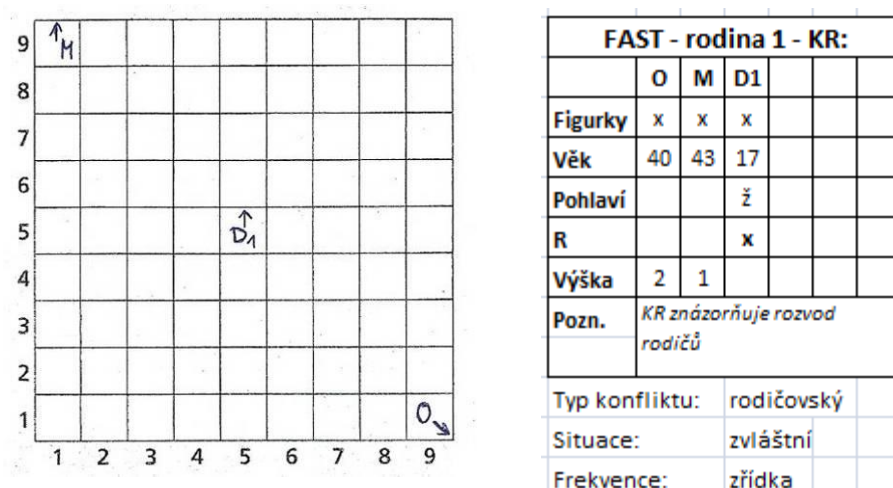 9
M
8
7
6
5
D1
4
3
2
1
O
1 2 3 4 5 6 7 8 9
FAST - rodina 1 - KR:
O M D1
Figurky x x x
Věk 40 43 17
Pohlaví ž
R x
Výška 2 1
Pozn. KR znázorňuje rozvod
rodičů
Typ konfliktu: rodičovský
Situace: zvláštní
Frekvence: zřídka